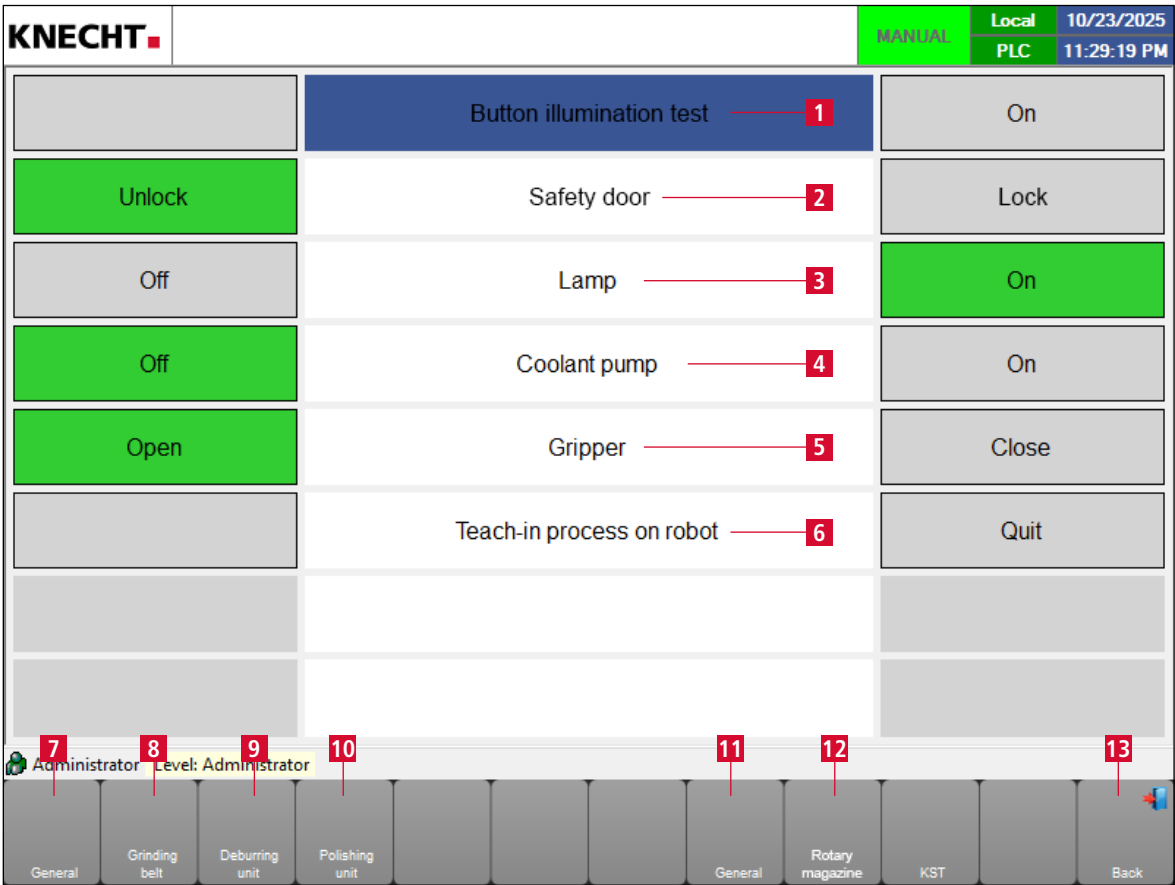 KNECHT
MANUAL
Local
10/23/2025
PLC
11:29:19 PM
Button illumination test 1 On
Unlock Safety door 2 Lock
Off Lamp 3 On
Off Coolant pump 4 On
Open Gripper 5 Close
Teach-in process on robot 6 Quit
7 8 9 10 11 12 13
Administrator Level: Administrator
General
Grinding
belt
Deburring
unit
Polishing
unit
General
Rotary
magazine
KST
Back